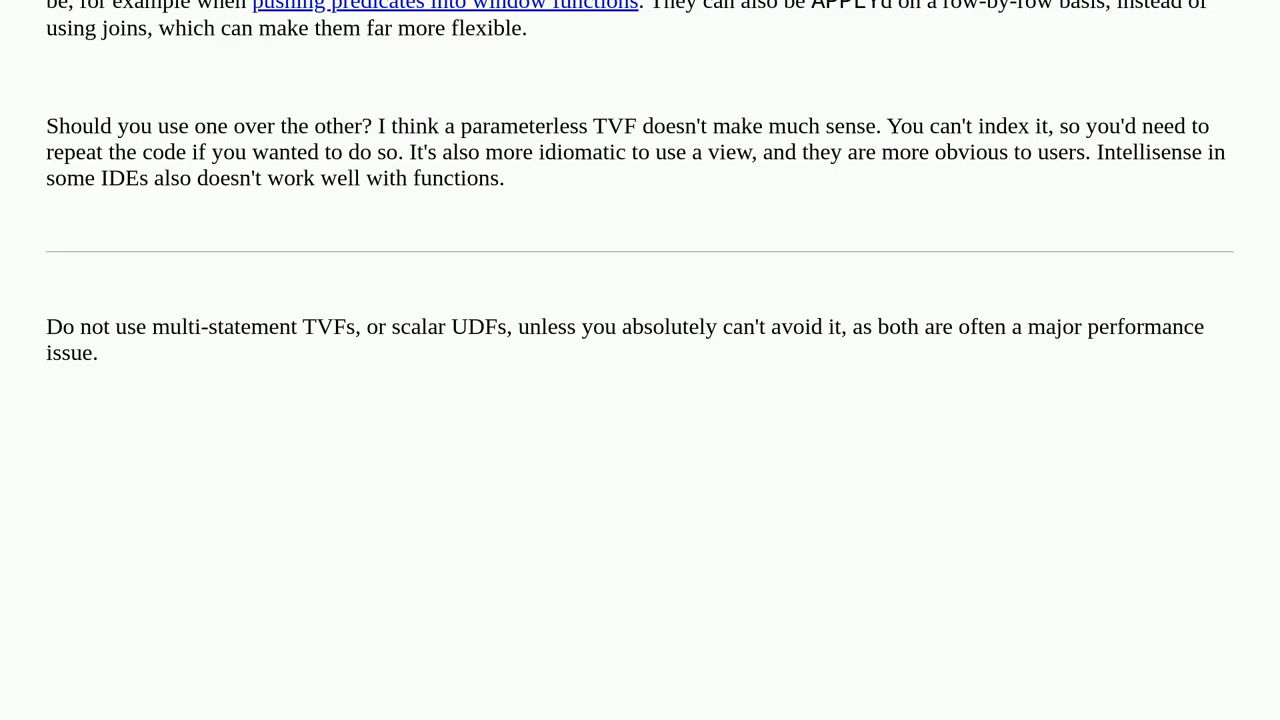 be, for example when pushing predicates into window functions. They can also be APPLYd on a row-by-row basis, instead of
using joins, which can make them far more flexible.
Should you use one over the other? I think a parameterless TVF doesn't make much sense. You can't index it, so you'd need to
repeat the code if you wanted to do so. It's also more idiomatic to use a view, and they are more obvious to users. Intellisense in
some IDEs also doesn't work well with functions.
Do not use multi-statement TVFs, or scalar UDFs, unless you absolutely can't avoid it, as both are often a major performance
issue.